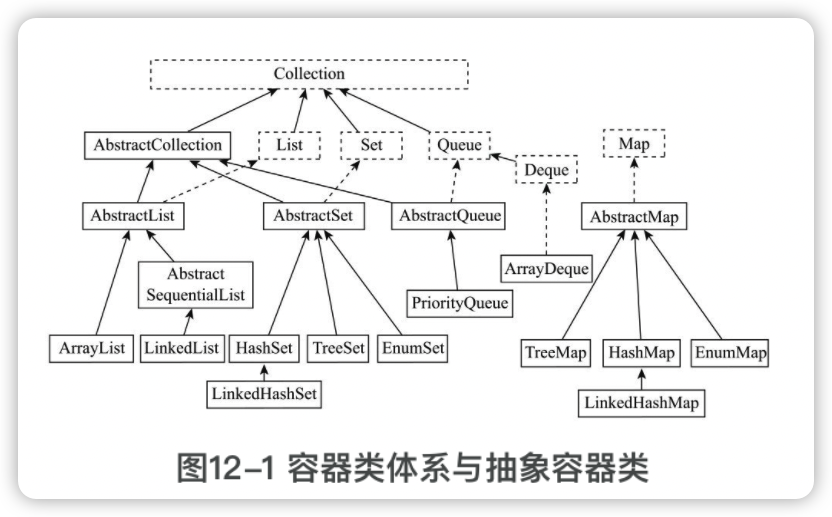 Collection
AbstractCollection
List
Set
Queue
Deque
Map
AbstractList
AbstractSet
AbstractQueue
AbstractMap
Abstract
SequentialList
ArrayDeque
PriorityQueue
ArrayList
LinkedList
HashSet
TreeSet
EnumSet
TreeMap
HashMap
EnumMap
LinkedHashSet
LinkedHashMap
图12-1 容器类体系与抽象容器类